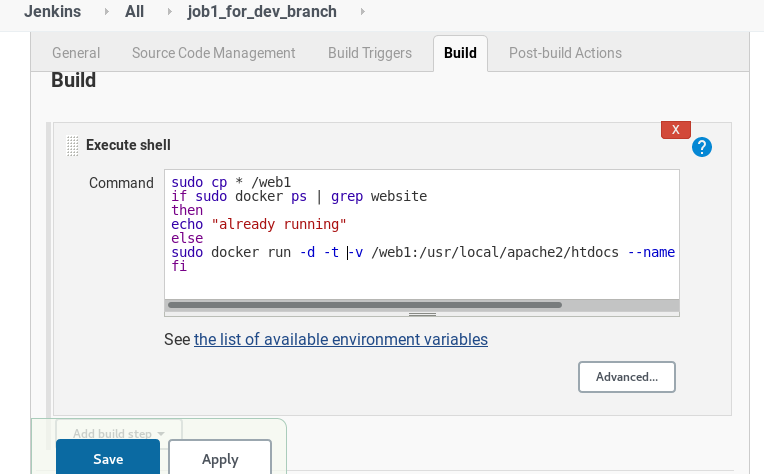 Jenkins All job1_for_dev_branch
General Source Code Management Build Triggers Build Post-build Actions
Build
X
Execute shell
?
Command
sudo cp * /web1
if sudo docker ps | grep website
then
echo "already running"
else
sudo docker run -d -t -v /web1:/usr/local/apache2/htdocs --name
fi
See the list of available environment variables
Advanced...
Add build step
Save Apply